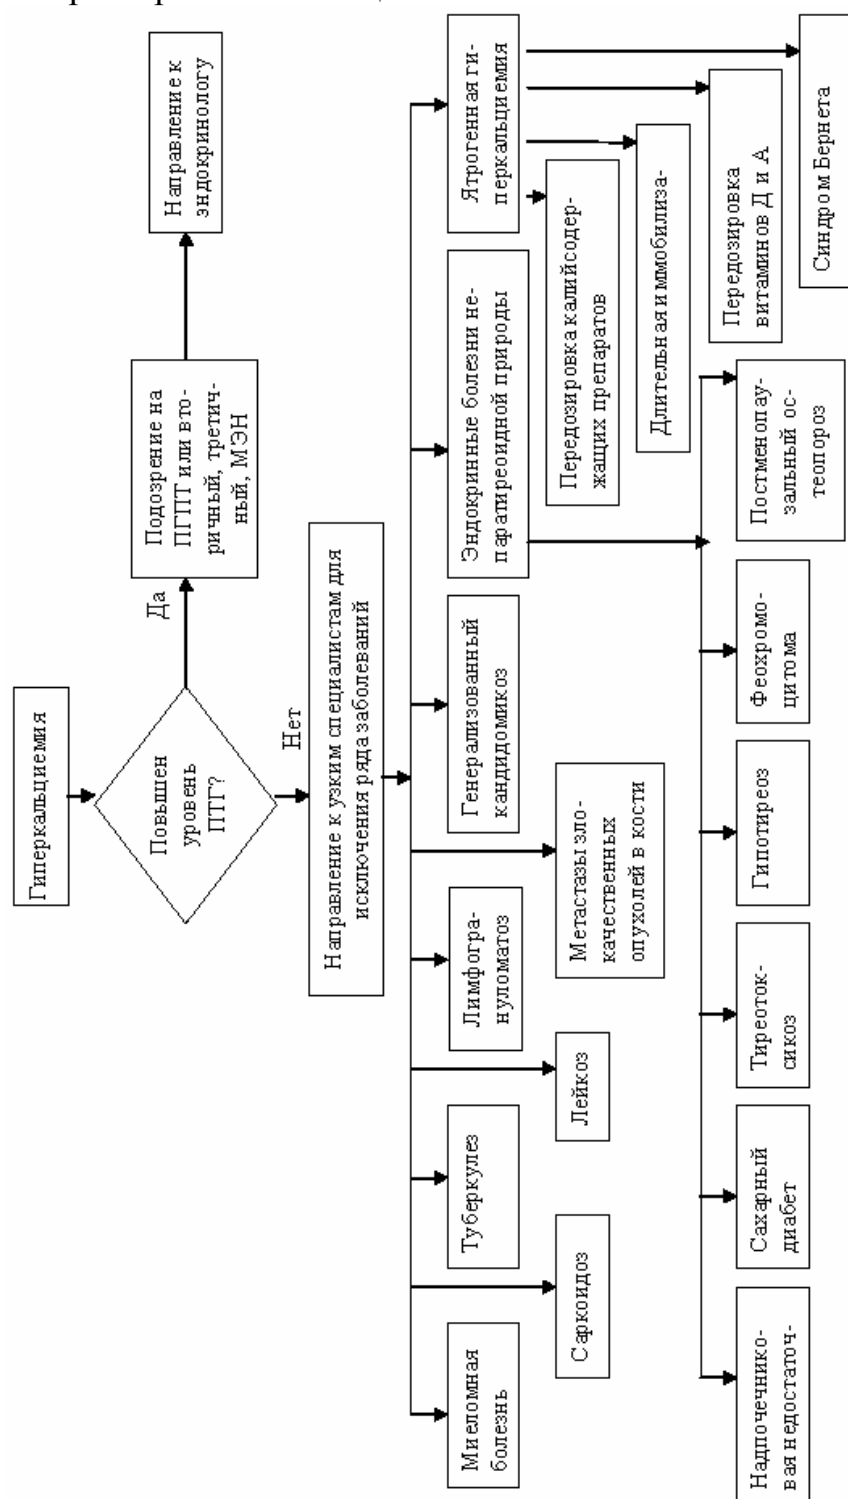 Гиперкальциемия
Повышен
уровень
ПТГ?
Да
Подозрение на
ПГПТ или вто-
ричный, третич-
ный, МЭН
Направление к
эндокринологу
Нет
Направление к узким специалистам для
исключения ряда заболеваний
Миеломная
болезнь
Саркоидоз
Туберкулез
Лейкоз
Лимфогра-
нуломатоз
Метастазы зло-
качественных
опухолей в кости
Генерализованный
кандидомикоз
Эндокринные болезни не-
паратиреоидной природы
Ятрогенная ги-
перкальциемия
Передозировка калийсодер-
жащих препаратов
Длительная иммобилиза-
Передозировка
витаминов Д и А
Синдром Бернета
Надпочечнико-
вая недостаточ-
Сахарный
диабет
Тиреоток-
сикоз
Гипотиреоз
Феохромо-
цитома
Постменопау-
зальный ос-
теопороз